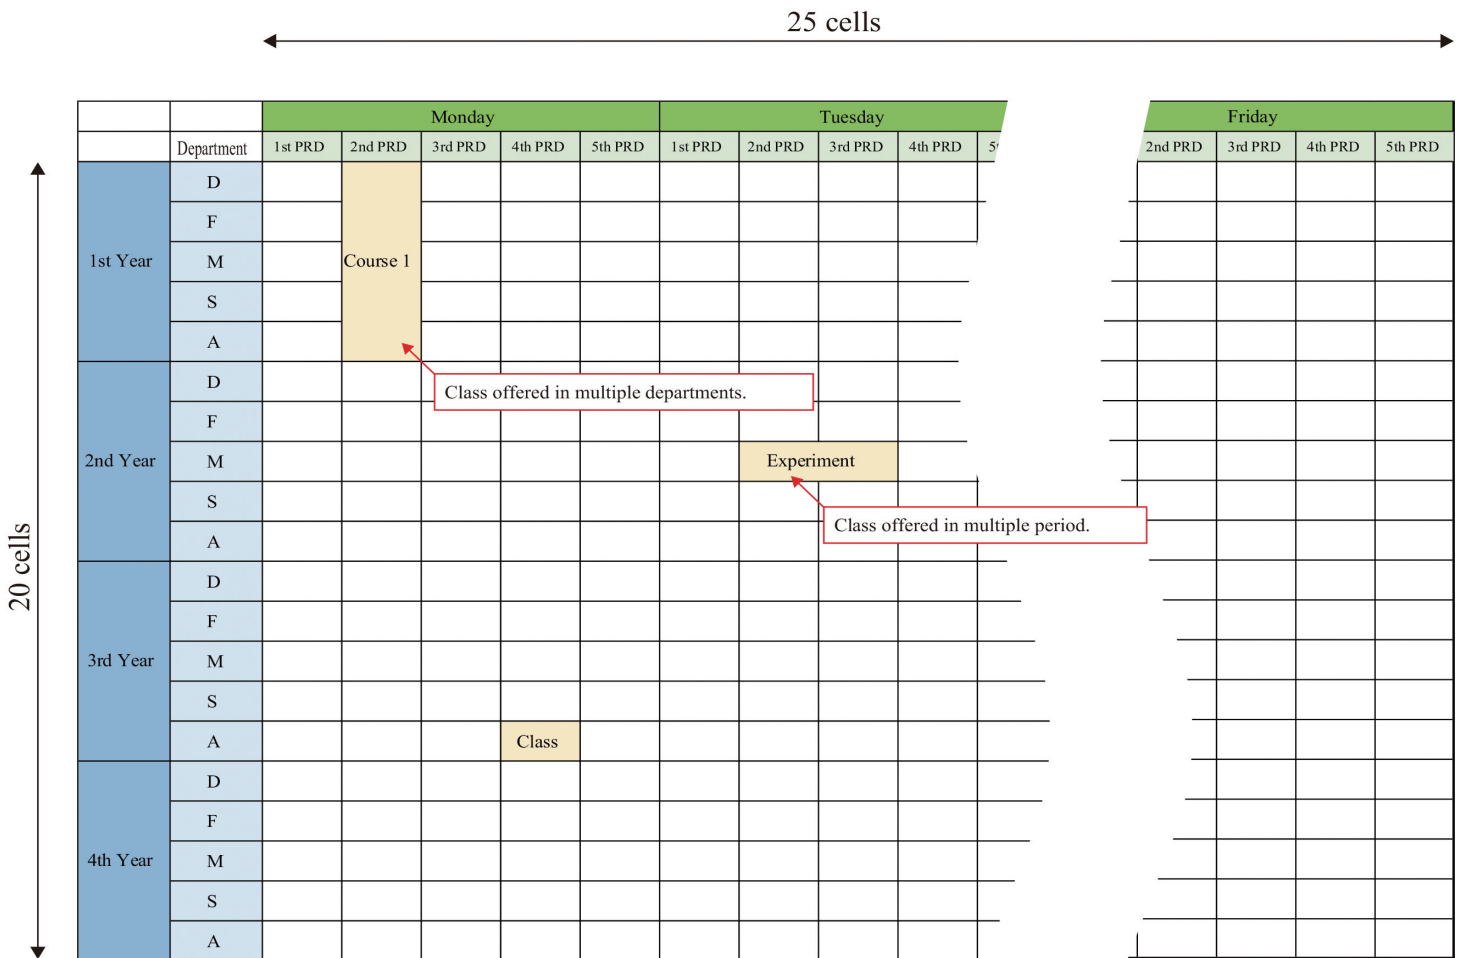 25 cells
Monday Tuesday Friday
Department 1st PRD 2nd PRD 3rd PRD 4th PRD 5th PRD 1st PRD 2nd PRD 3rd PRD 4th PRD 5 2nd PRD 3rd PRD 4th PRD 5th PRD
D
F
1st Year M Course 1
S
A
D
Class offered in multiple departments.
F
2nd Year M Experiment
S
Class offered in multiple period.
A
20 cells
D
F
3rd Year M
S
A Class
D
F
4th Year M
S
A